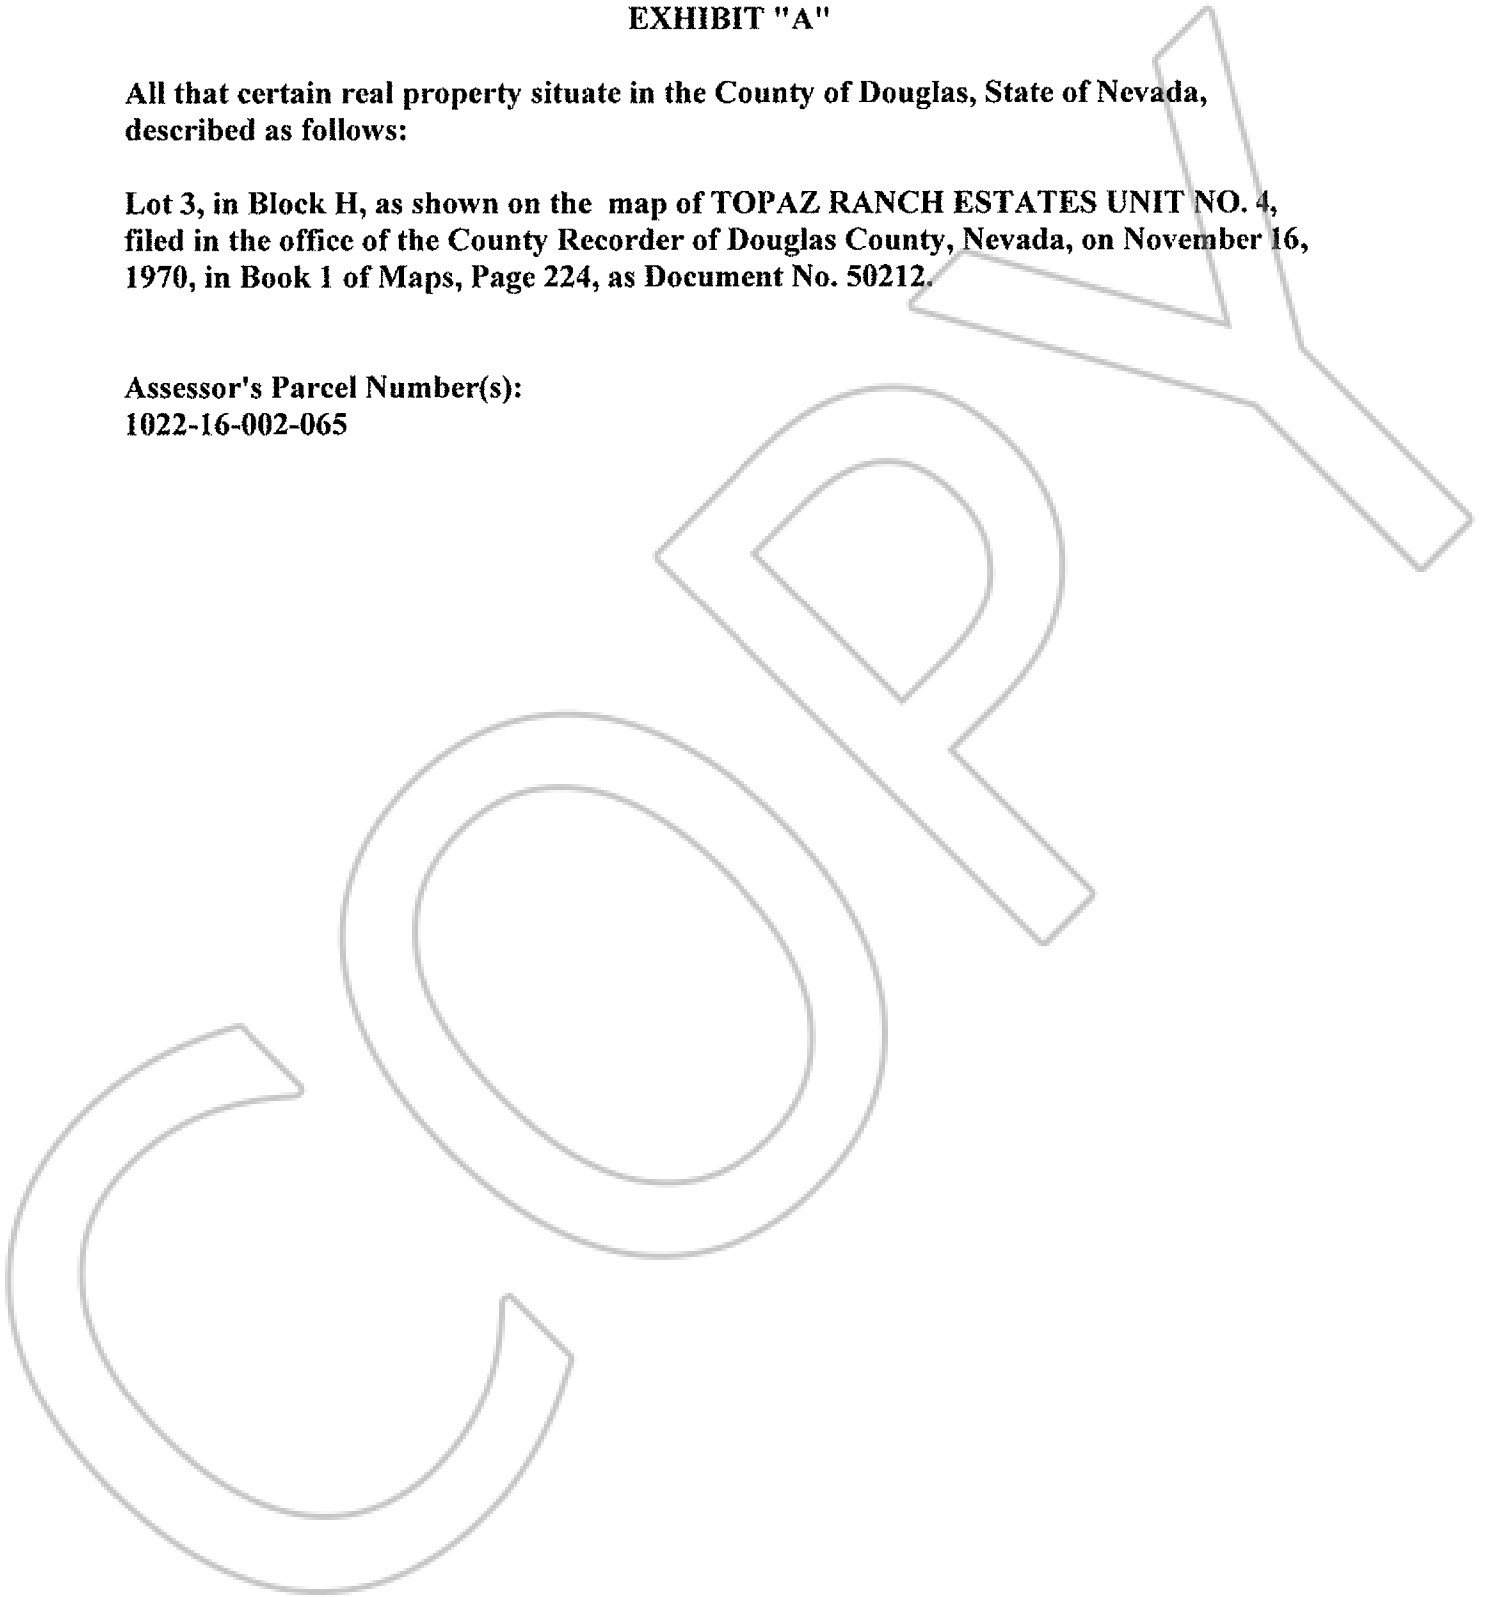 EXHIBIT "A"
All that certain real property situate in the County of Douglas, State of Nevada,
described as follows:
Lot 3, in Block H, as shown on the map of TOPAZ RANCH ESTATES UNIT NO. 4,
filed in the office of the County Recorder of Douglas County, Nevada, on November 16,
1970, in Book 1 of Maps, Page 224, as Document No. 50212.
Assessor's Parcel Number(s):
1022-16-002-065
COPY